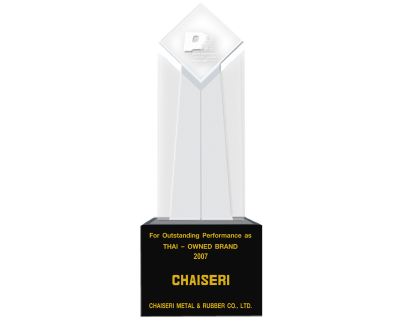 P
For Outstanding Performance as
THAI - OWNED BRAND
2007
CHAISERI
CHAISERI METAL & RUBBER CO., LTD.